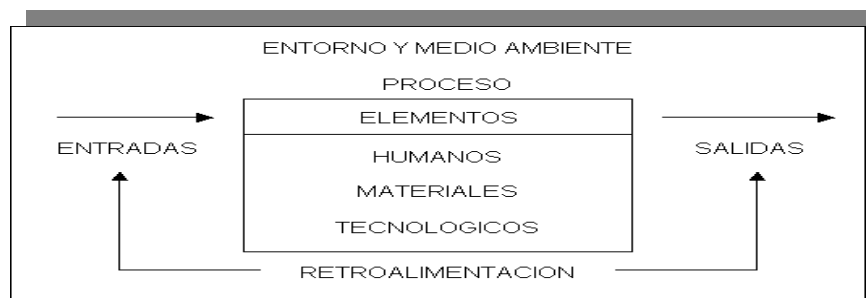 ENTORNO Y MEDIO AMBIENTE
PROCESO
ELEMENTOS
ENTRADAS
HUMANOS
SALIDAS
MATERIALES
TECNOLOGICOS
RETROALIMENTACION